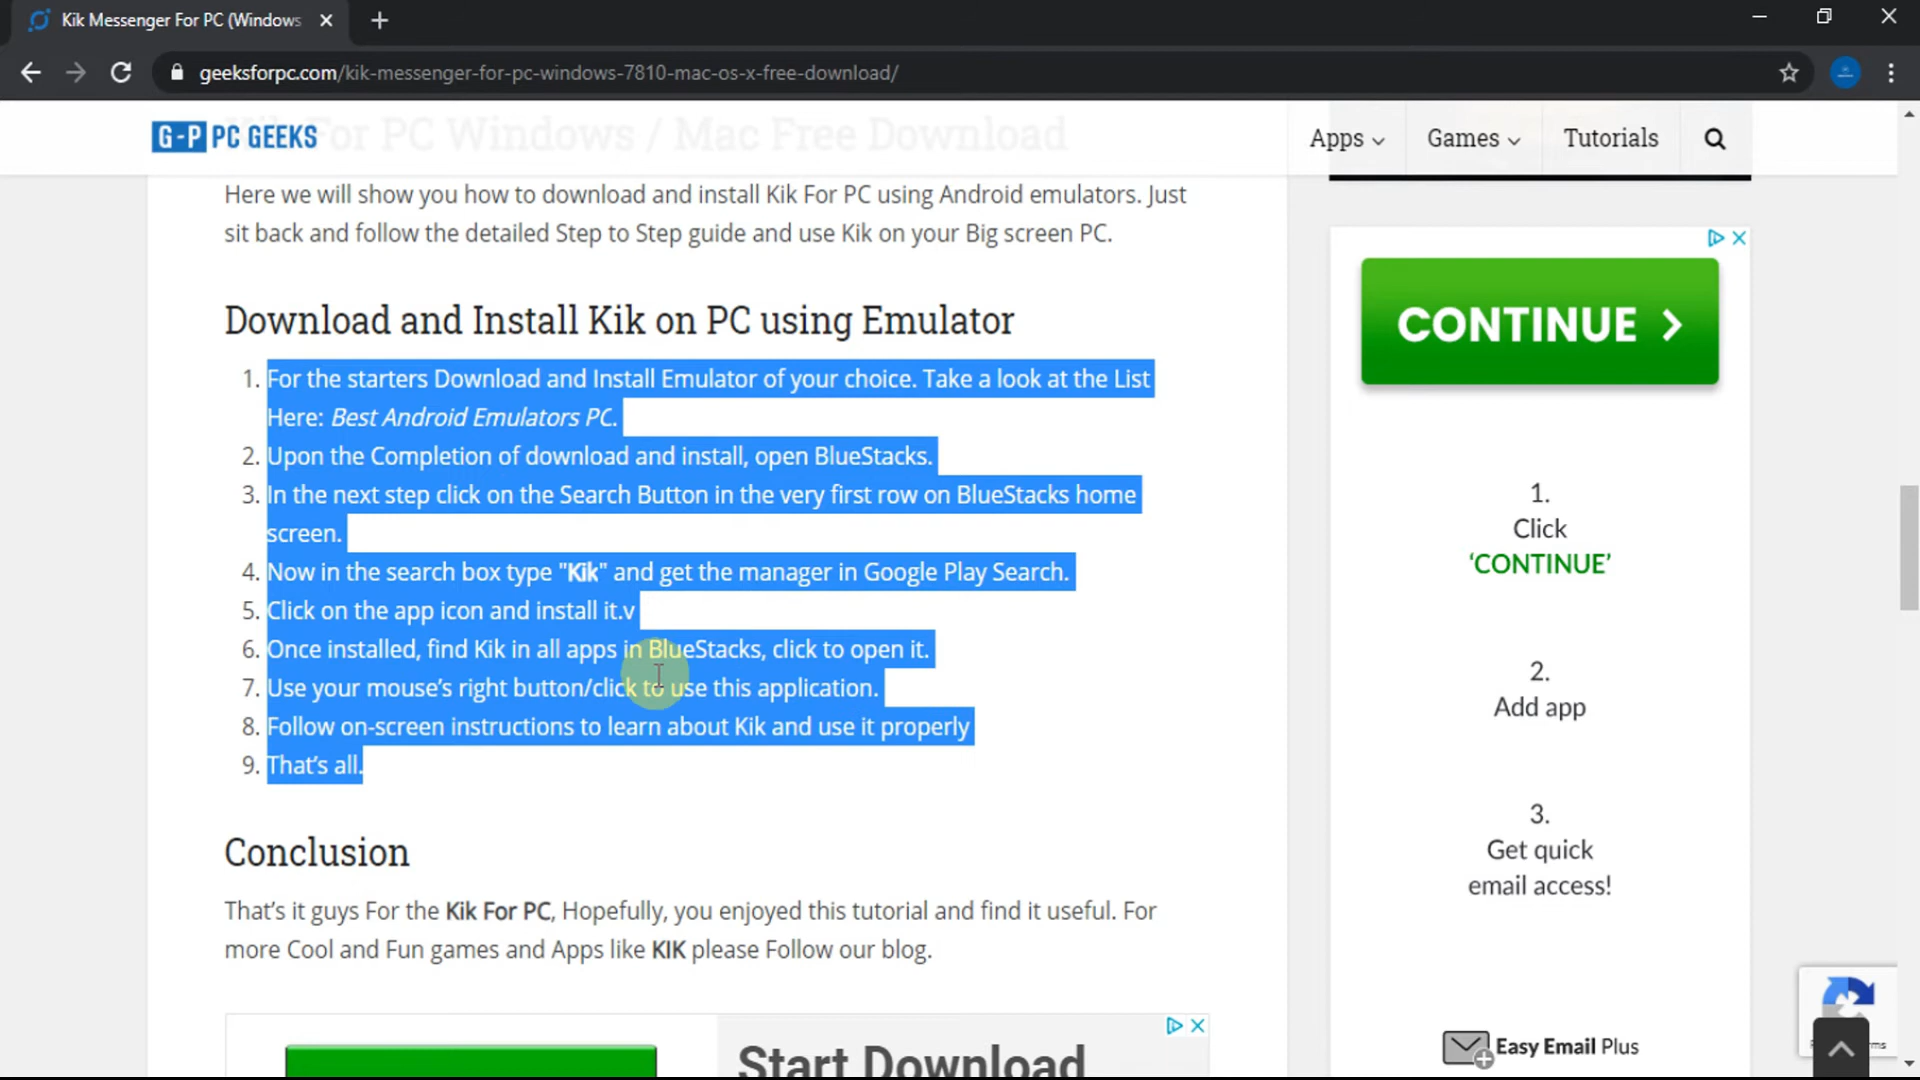 Kik Messenger For PC (Windows
geeksforpc.com/kik-messenger-for-pc-windows-7810-mac-os-x-free-download/
G-P PC GEEKS
For PC Windows / Mac Free Download
Apps
Games
Tutorials
Here we will show you how to download and install Kik For PC using Android emulators. Just
sit back and follow the detailed Step to Step guide and use Kik on your Big screen PC.
Download and Install Kik on PC using Emulator
1. For the starters Download and Install Emulator of your choice. Take a look at the List
Here: Best Android Emulators PC.
2. Upon the Completion of download and install, open BlueStacks.
3. In the next step click on the Search Button in the very first row on BlueStacks home
screen.
4. Now in the search box type "Kik" and get the manager in Google Play Search.
5. Click on the app icon and install it.v
6. Once installed, find Kik in all apps in BlueStacks, click to open it.
7. Use your mouse’s right button/click to use this application.
8. Follow on-screen instructions to learn about Kik and use it properly
9. That’s all.
Conclusion
That’s it guys For the Kik For PC, Hopefully, you enjoyed this tutorial and find it useful. For
more Cool and Fun games and Apps like KIK please Follow our blog.
Start Download
CONTINUE
1.
Click
‘CONTINUE’
2.
Add app
3.
Get quick
email access!
Easy Email Plus